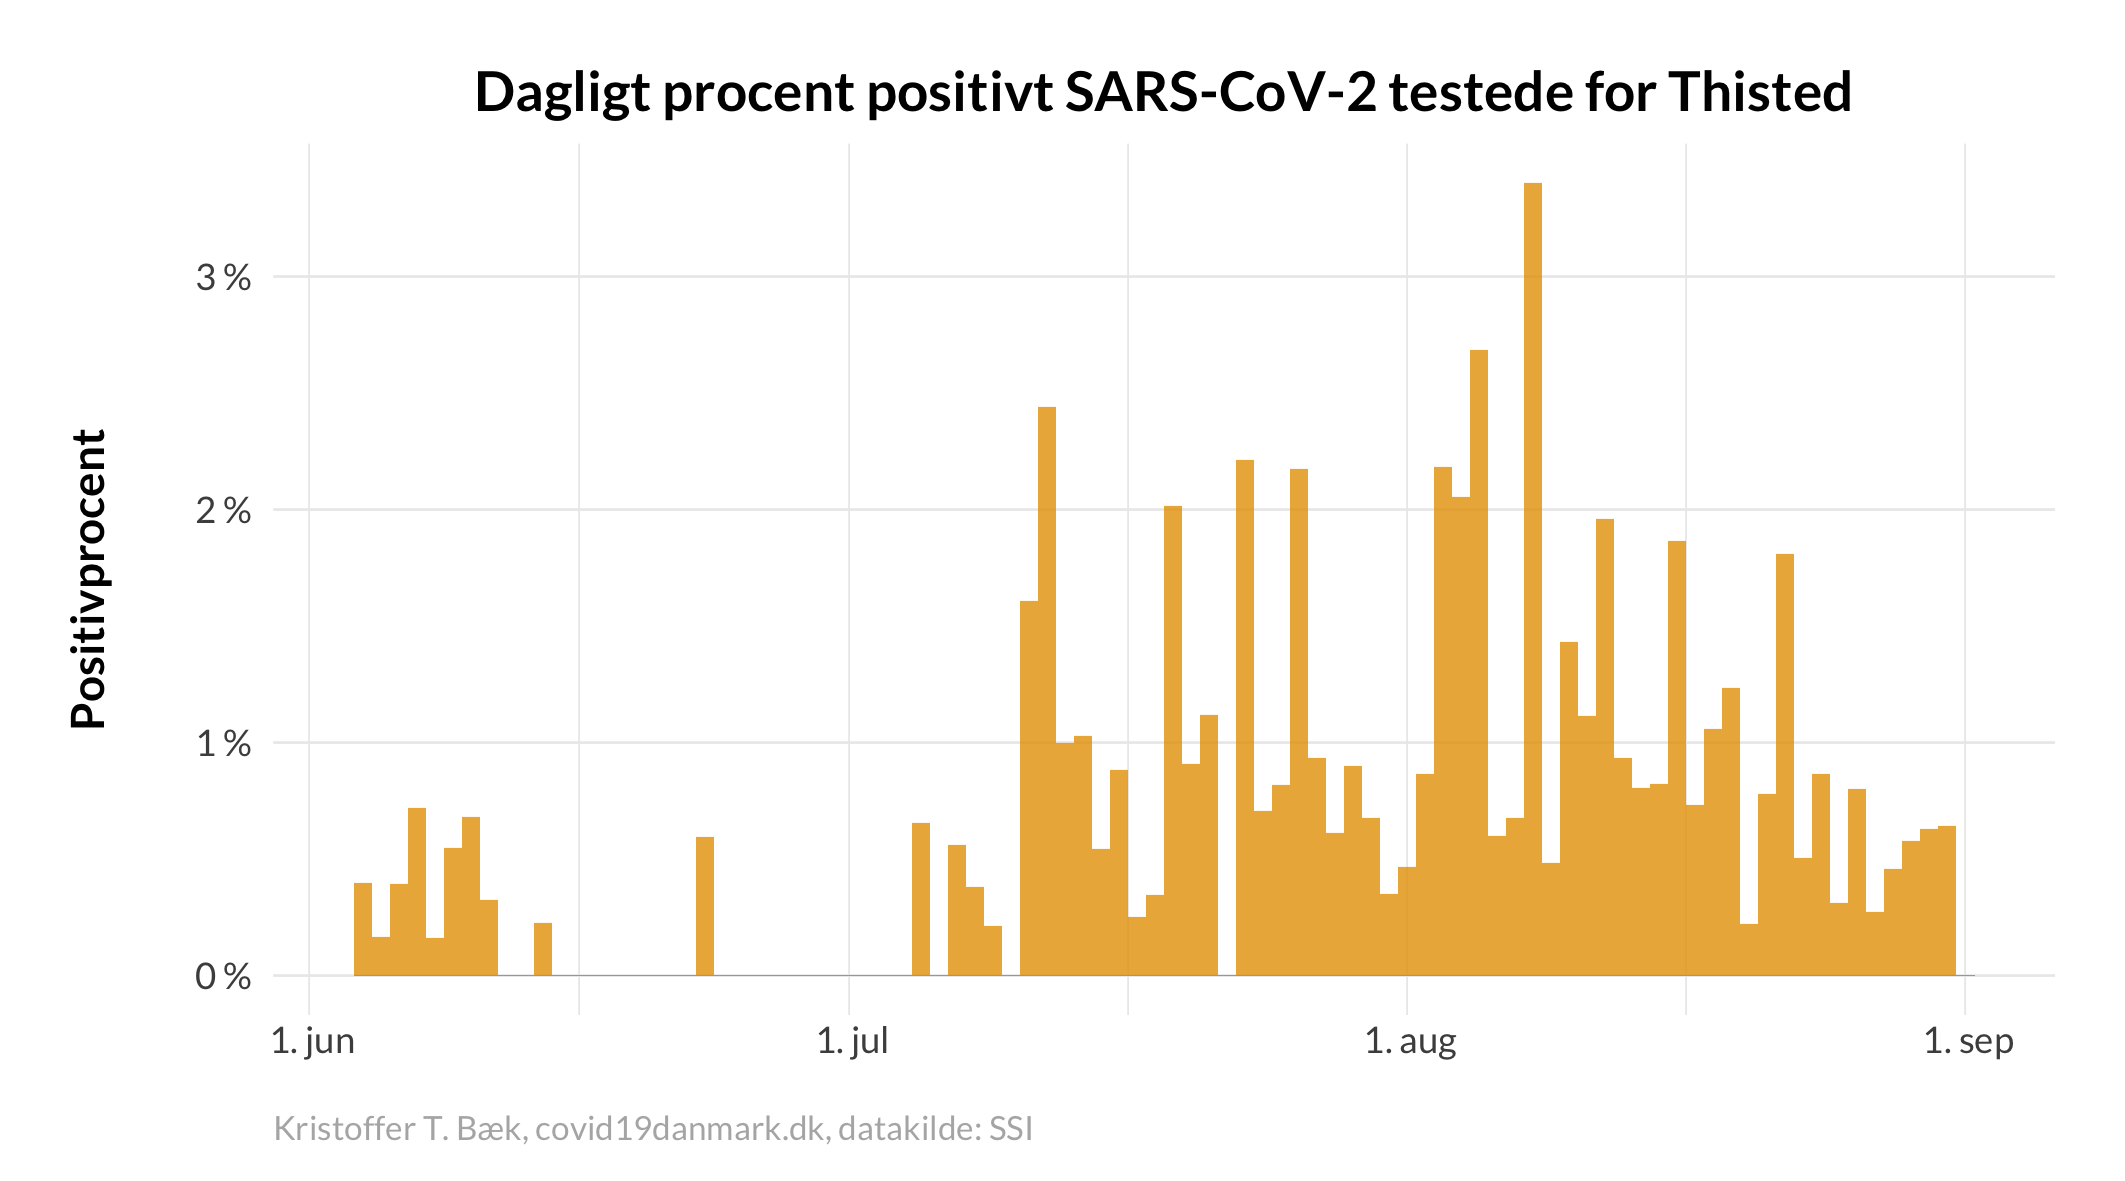 Dagligt procent positivt SARS-CoV-2 testede for Thisted
Positivprocent
3 %
2 %
1 %
0 %
1. jun
1. jul
1. aug
1. sep
Kristoffer T. Bæk, covid19danmark.dk, datakilde: SSI